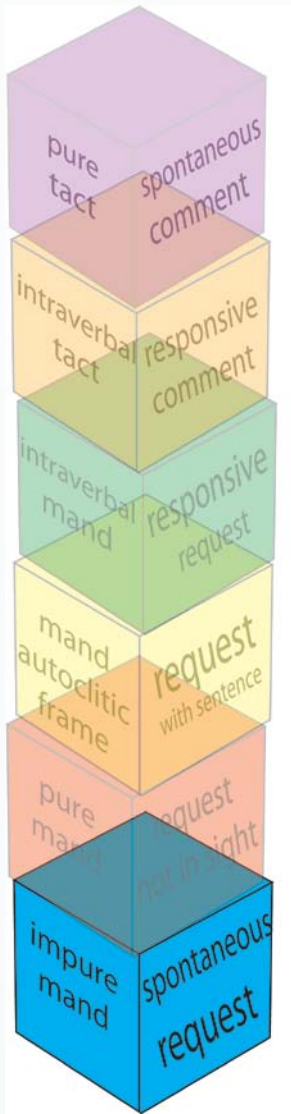 pure
tact
spontaneous
comment
intraverbal
tact
responsive
comment
intraverbal
mand
responsive
request
mand
autoclitic
frame
request
with sentence
pure
mand
request
not in sight
impure
mand
spontaneous
request